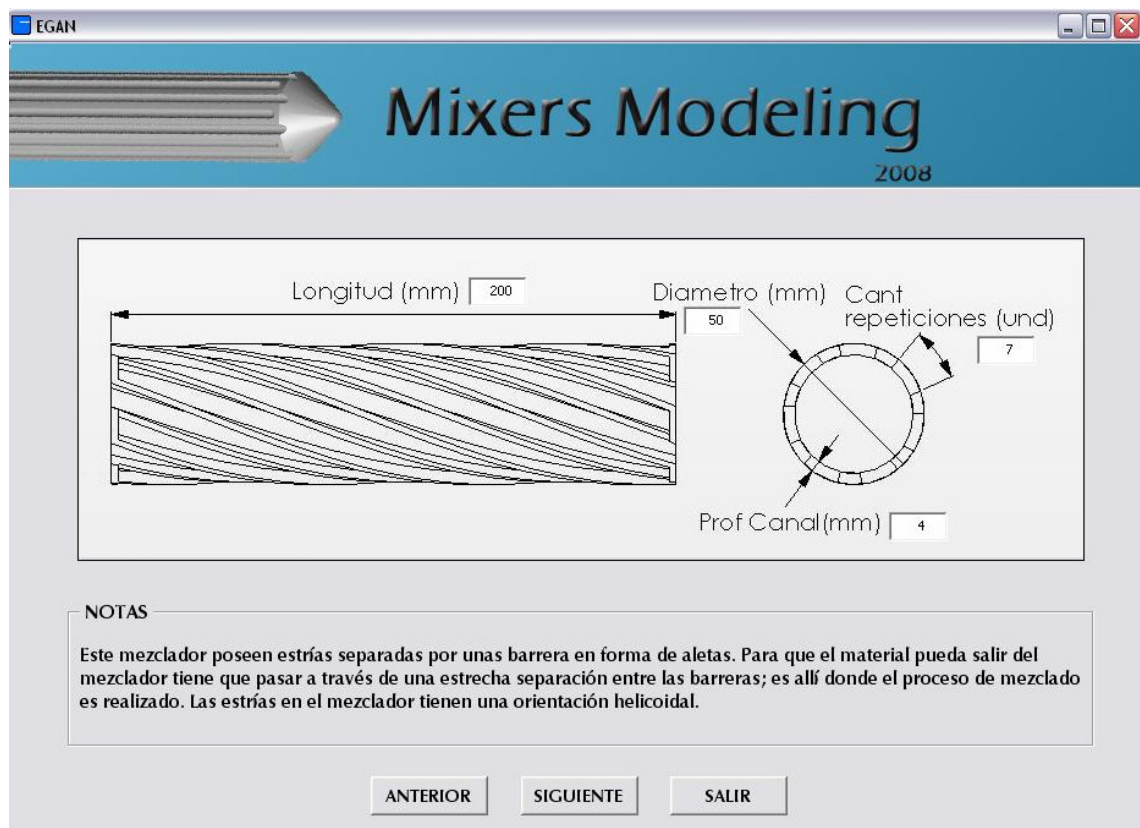 EGAN
Mixers Modeling
2008
Longitud (mm) 200
Diametro (mm)
50
Cant
repeticiones (und)
7
Prof Canal(mm) 4
NOTAS
Este mezclador poseen estrías separadas por unas barrera en forma de aletas. Para que el material pueda salir del
mezclador tiene que pasar a través de una estrecha separación entre las barreras; es allí donde el proceso de mezclado
es realizado. Las estrías en el mezclador tienen una orientación helicoidal.
ANTERIOR
SIGUIENTE
SALIR